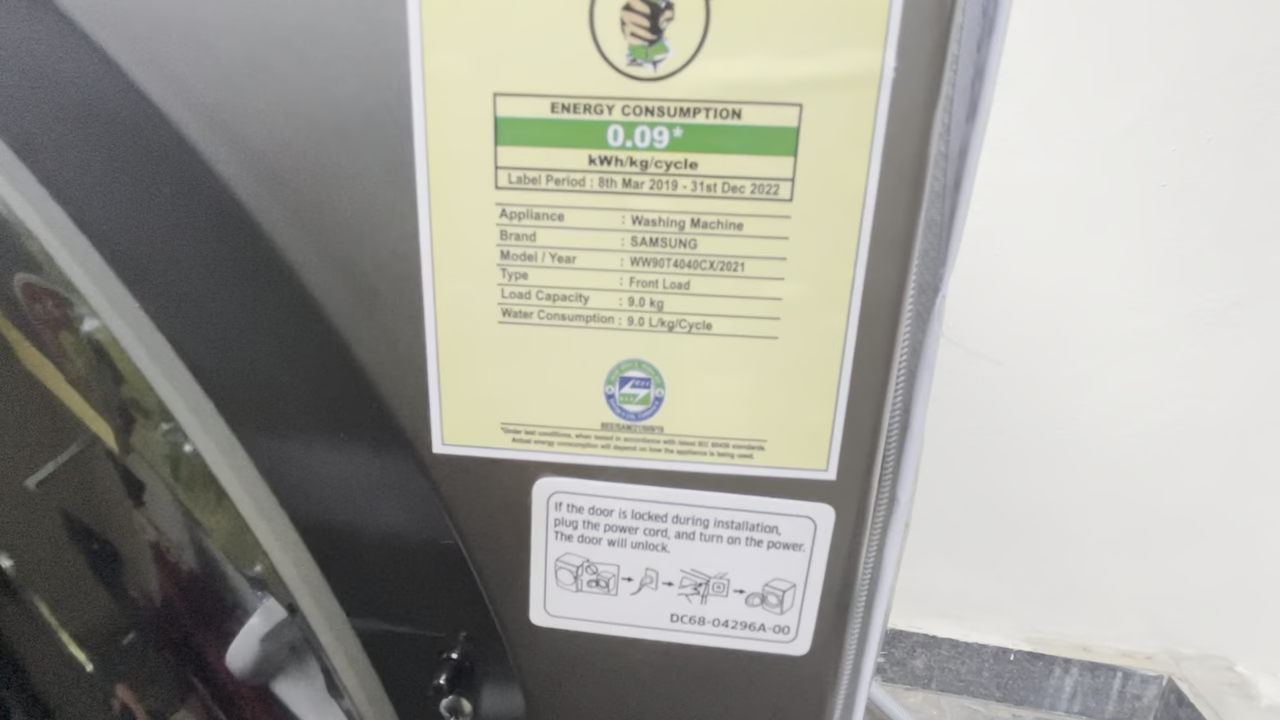 ENERGY CONSUMPTION
0.09*
kWh/kg/cycle
Label Period : 8th Mar 2019 - 31st Dec 2022
Appliance : Washing Machine
Brand : SAMSUNG
Model / Year : WW90T4040CX/2021
Type : Front Load
Load Capacity : 9.0 kg
Water Consumption : 9.0 L/kg/Cycle
*Under test conditions, when tested in accordance with latest IEC 60456 standards.
Actual energy consumption will depend on how the appliance is being used.
If the door is locked during installation,
plug the power cord, and turn on the power.
The door will unlock.
DC68-04296A-00